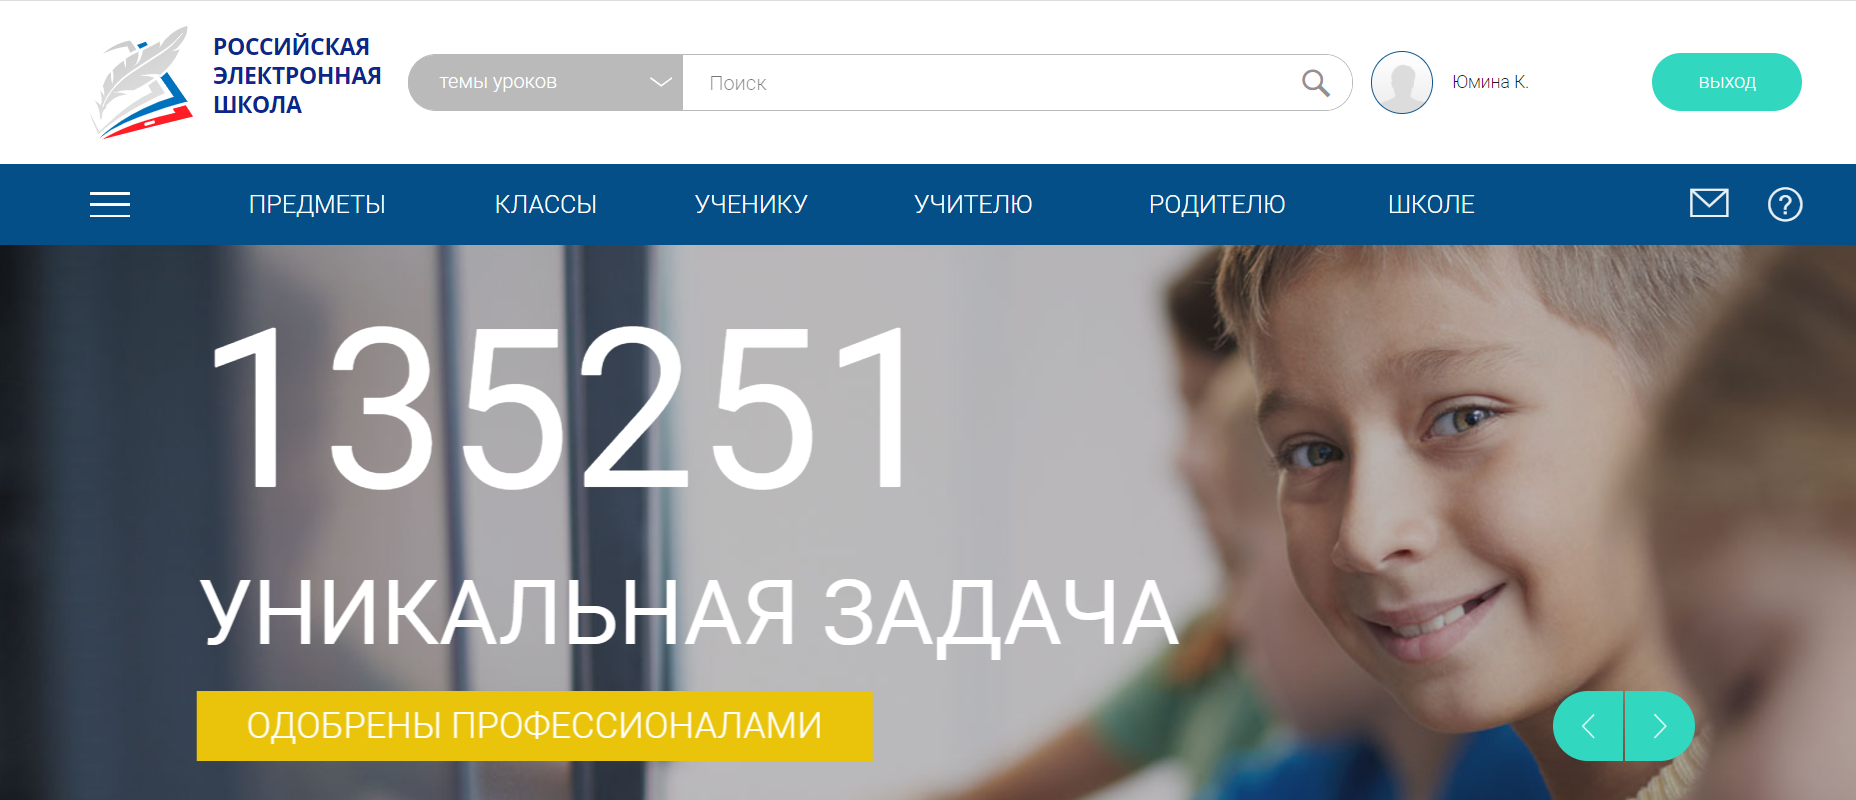 РОССИЙСКАЯ
ЭЛЕКТРОННАЯ
ШКОЛА
темы уроков
Поиск
Юмина К.
выход
ПРЕДМЕТЫ
КЛАССЫ
УЧЕНИКУ
УЧИТЕЛЮ
РОДИТЕЛЮ
ШКОЛЕ
135251
УНИКАЛЬНАЯ ЗАДАЧА
ОДОБРЕНЫ ПРОФЕССИОНАЛАМИ